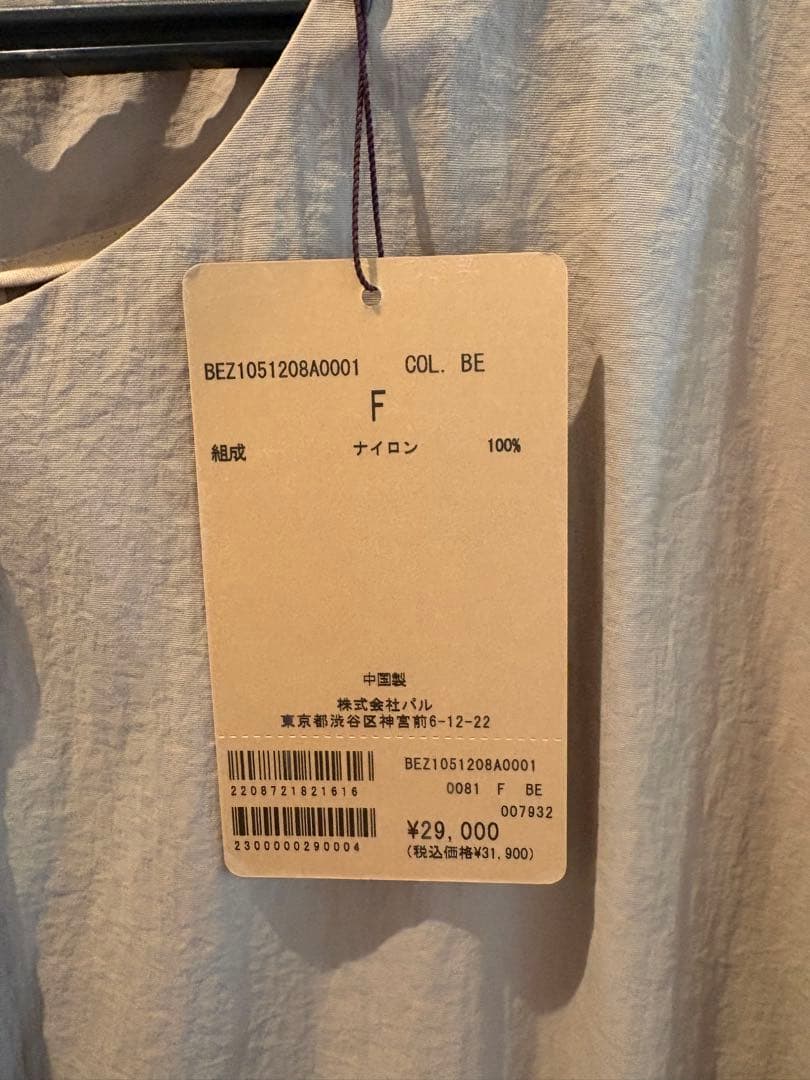 BEZ1051208A0001 COL. BE
F
組成 ナイロン 100%
中国製
株式会社パル
東京都渋谷区神宮前6-12-22
BEZ1051208A0001
2208721821616
0081 F BE
007932
2300000290004
¥29,000
(税込価格¥31,900)